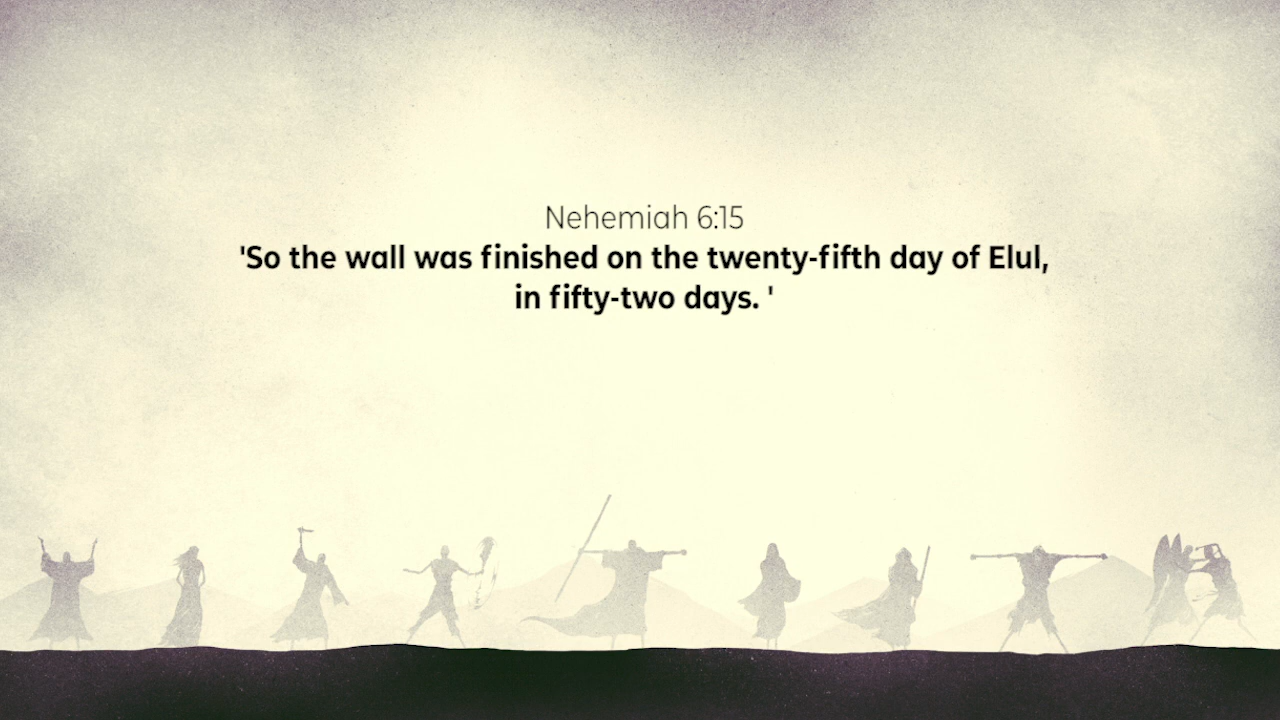 Nehemiah 6:15
'So the wall was finished on the twenty-fifth day of Elul,
in fifty-two days. '